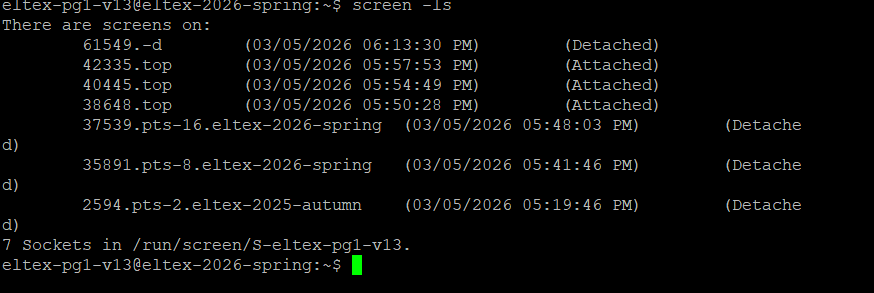 eltex-pg1-v13@eltex-2026-spring:~$ screen -ls
There are screens on:
61549.-d (03/05/2026 06:13:30 PM) (Detached)
42335.top (03/05/2026 05:57:53 PM) (Attached)
40445.top (03/05/2026 05:54:49 PM) (Attached)
38648.top (03/05/2026 05:50:28 PM) (Attached)
37539.pts-16.eltex-2026-spring (03/05/2026 05:48:03 PM) (Detache
d)
35891.pts-8.eltex-2026-spring (03/05/2026 05:41:46 PM) (Detache
d)
2594.pts-2.eltex-2025-autumn (03/05/2026 05:19:46 PM) (Detache
d)
7 Sockets in /run/screen/S-eltex-pg1-v13.
eltex-pg1-v13@eltex-2026-spring:~$